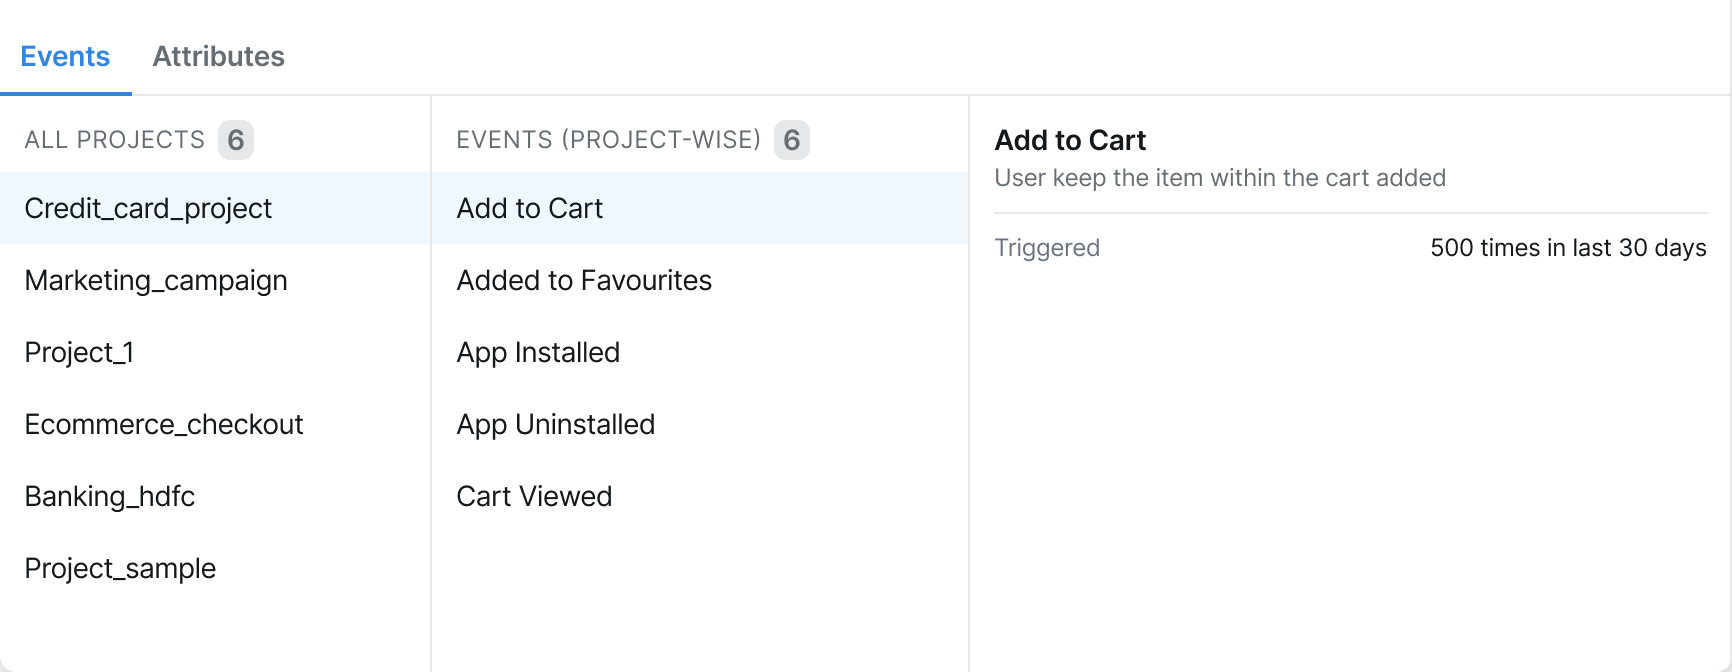 Events Attributes
ALL PROJECTS 6
Credit_card_project
Marketing_campaign
Project_1
Ecommerce_checkout
Banking_hdfc
Project_sample
EVENTS (PROJECT-WISE) 6
Add to Cart
Added to Favourites
App Installed
App Uninstalled
Cart Viewed
Add to Cart
User keep the item within the cart added
Triggered 500 times in last 30 days